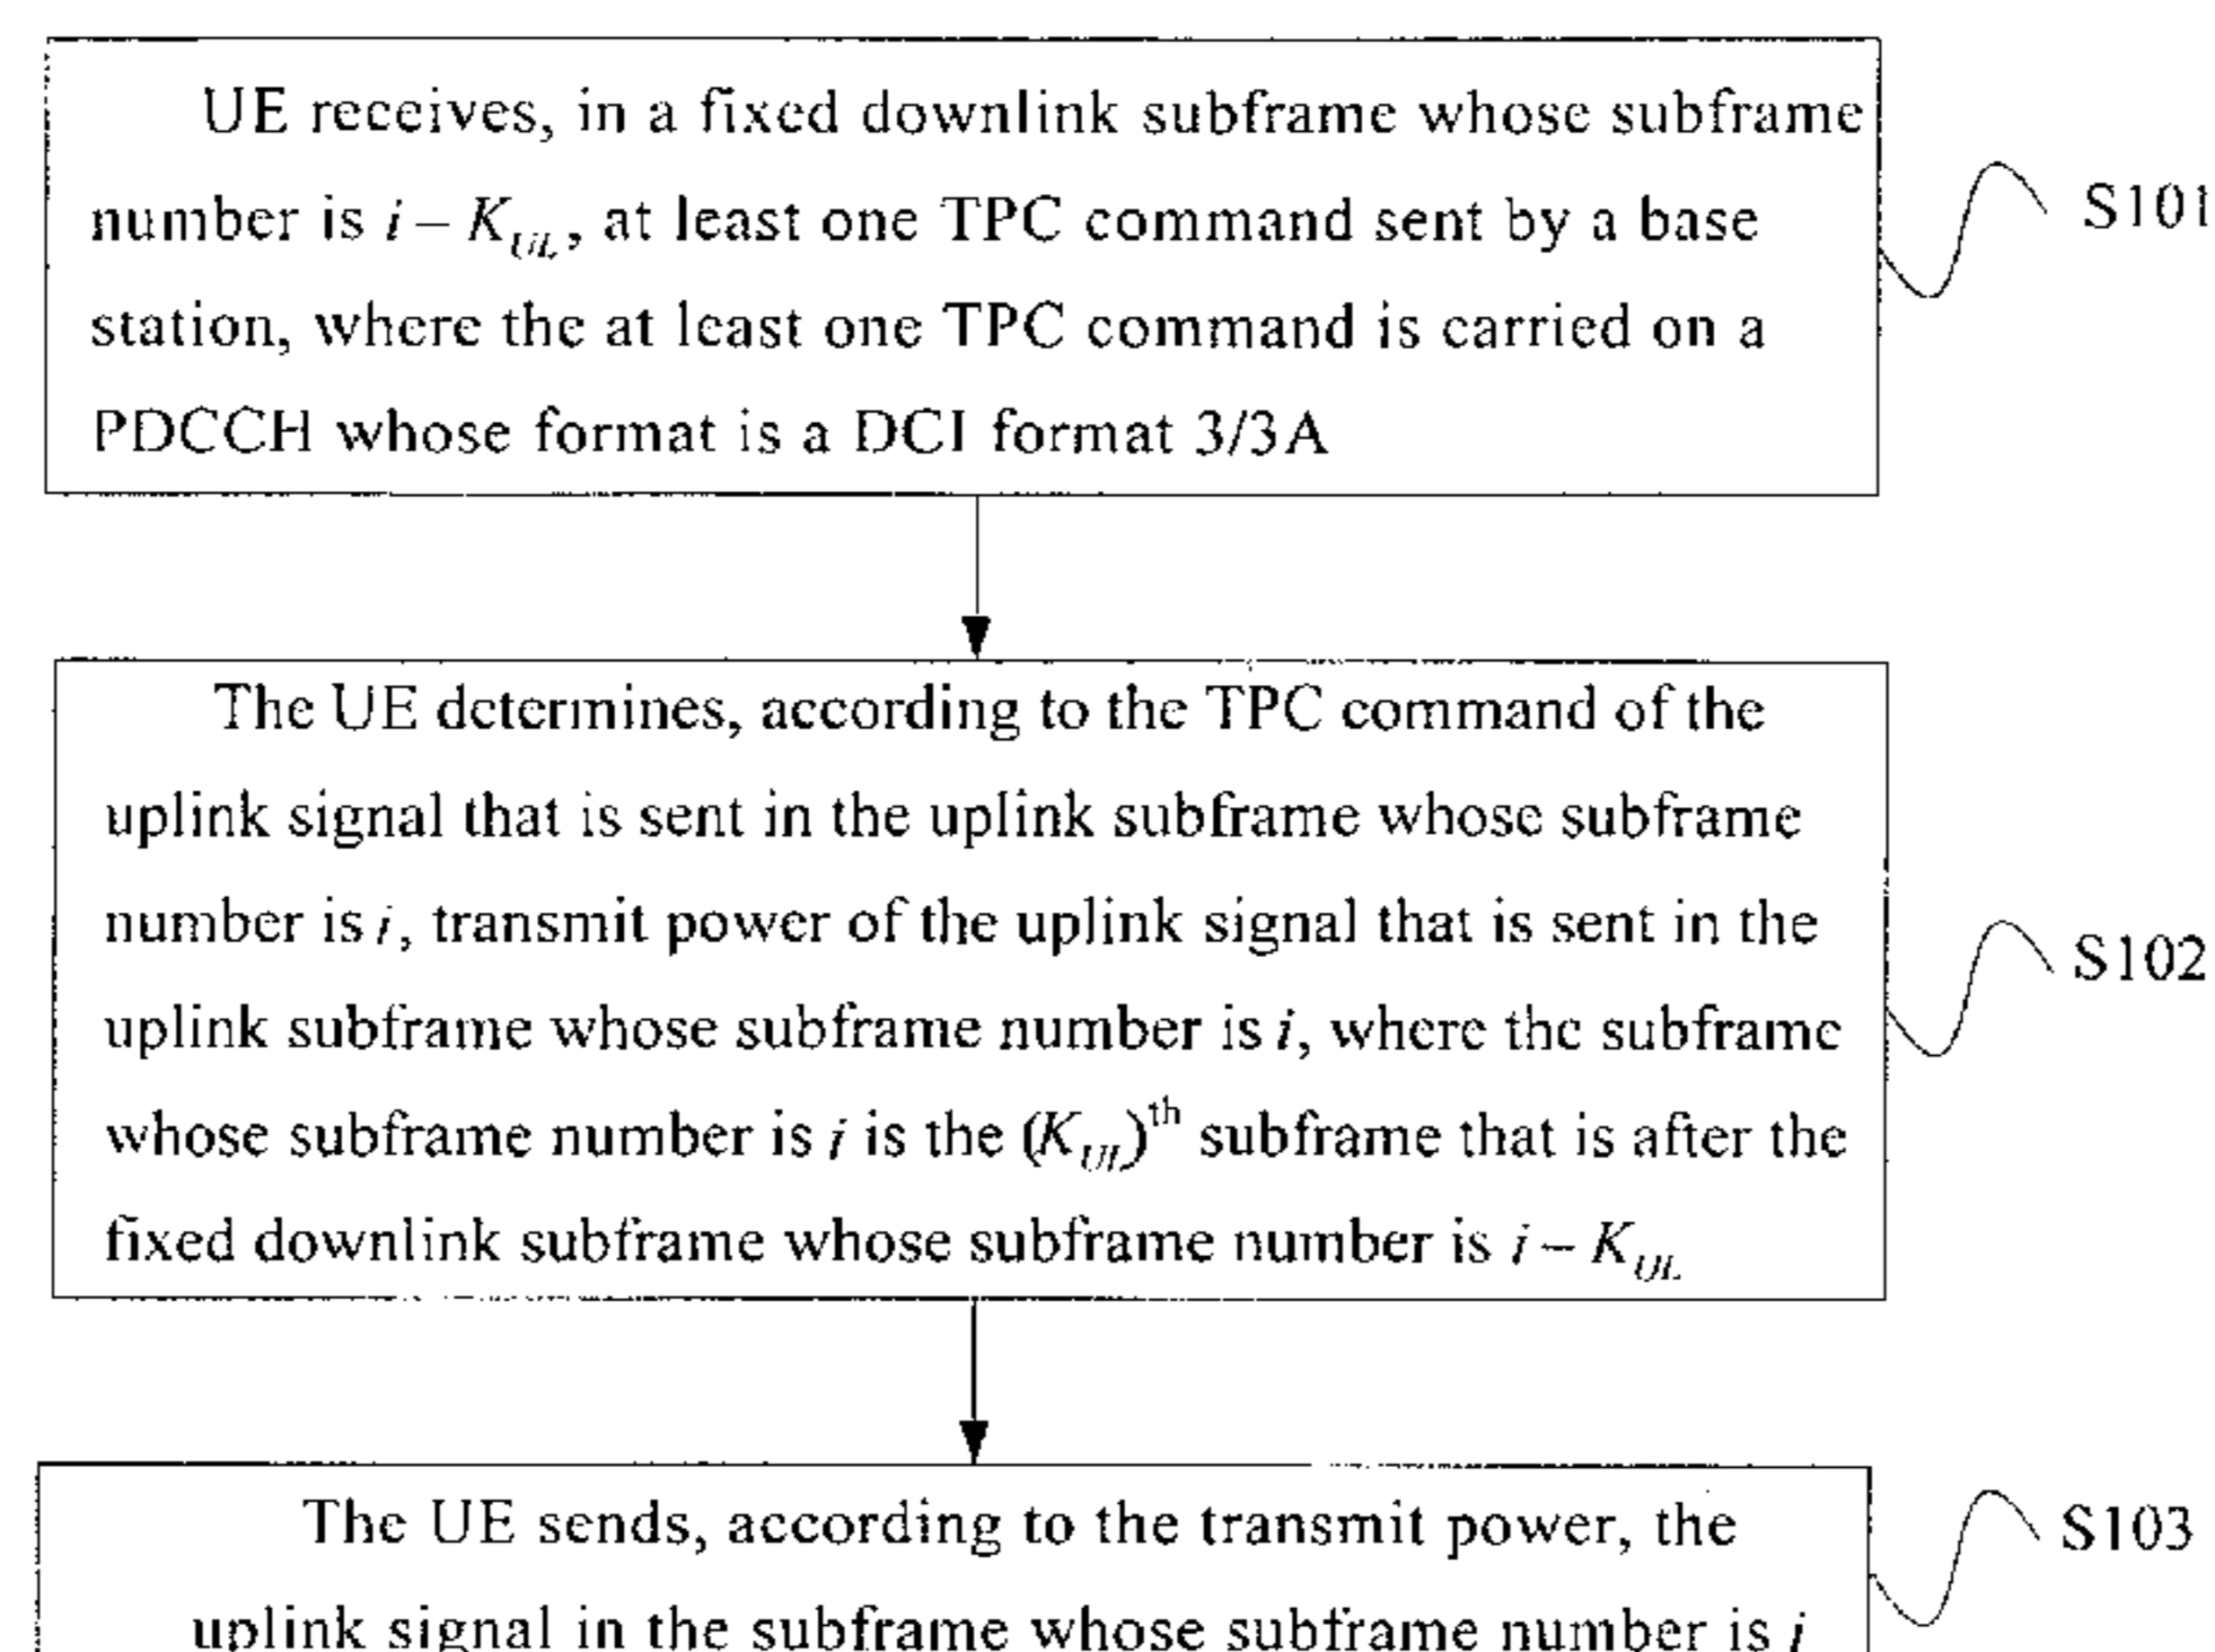 UE receives, in a fixed downlink subframe whose subframe
number is i – K_UL, at least one TPC command sent by a base
station, where the at least one TPC command is carried on a
PDCCH whose format is a DCI format 3/3A
S101
The UE determines, according to the TPC command of the
uplink signal that is sent in the uplink subframe whose subframe
number is i, transmit power of the uplink signal that is sent in the
uplink subframe whose subframe number is i, where the subframe
whose subframe number is i is the (K_UL)^th subframe that is after the
fixed downlink subframe whose subframe number is i – K_UL
S102
The UE sends, according to the transmit power, the
uplink signal in the subframe whose subframe number is i
S103